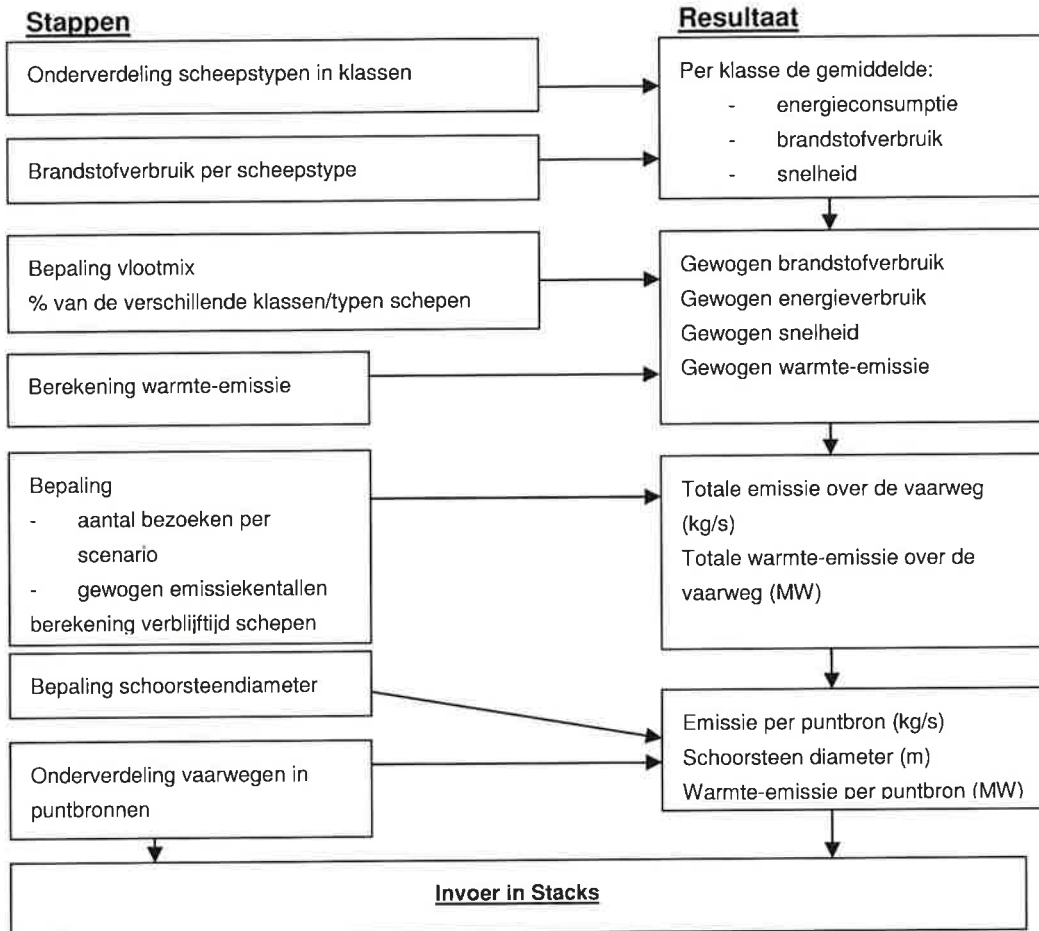 Stappen
Onderverdeling scheepstypen in klassen
Brandstofverbruik per scheepstype
Bepaling vlootmix
% van de verschillende klassen/typen schepen
Berekening warmte-emissie
Bepaling
- aantal bezoeken per
scenario
- gewogen emissiekentallen
berekening verblijftijd schepen
Bepaling schoorsteendiameter
Onderverdeling vaarwegen in
puntbronnen
Resultaat
Per klasse de gemiddelde:
- energieconsumptie
- brandstofverbruik
- snelheid
Gewogen brandstofverbruik
Gewogen energieverbruik
Gewogen snelheid
Gewogen warmte-emissie
Totale emissie over de vaarweg
(kg/s)
Totale warmte-emissie over de
vaarweg (MW)
Emissie per puntbron (kg/s)
Schoorsteen diameter (m)
Warmte-emissie per puntbron (MW)
Invoer in Stacks